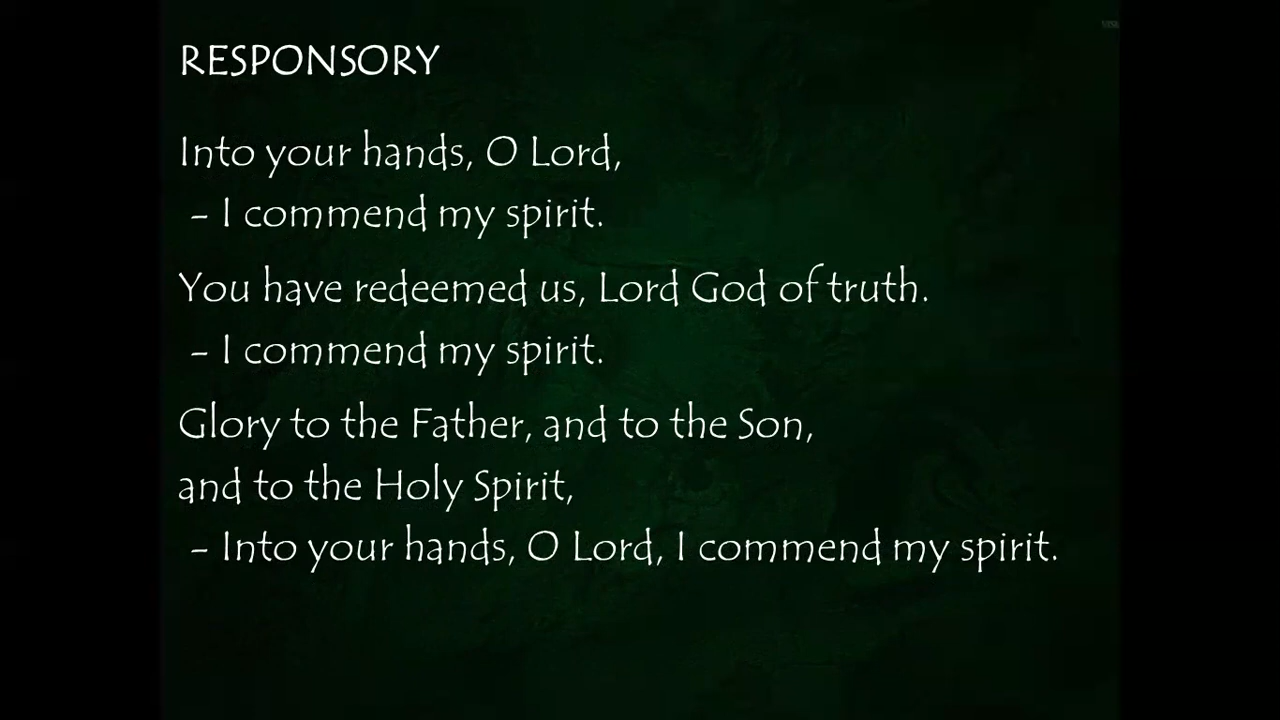 RESPONSORY
Into your hands, O Lord,
– I commend my spirit.
You have redeemed us, Lord God of truth.
– I commend my spirit.
Glory to the Father, and to the Son,
and to the Holy Spirit,
– Into your hands, O Lord, I commend my spirit.